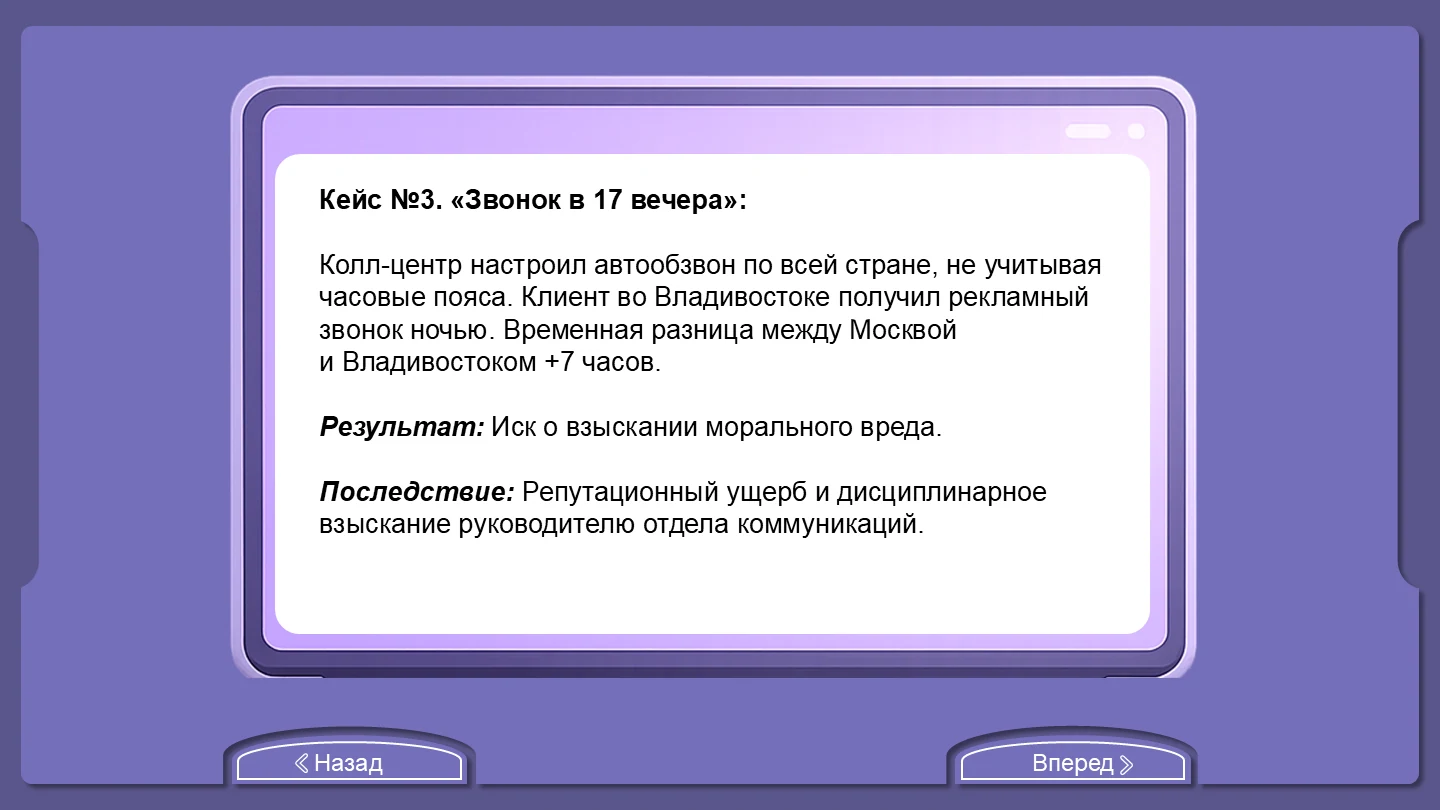 Кейс №3. «Звонок в 17 вечера»:
Колл-центр настроил автообзвон по всей стране, не учитывая
часовые пояса. Клиент во Владивостоке получил рекламный
звонок ночью. Временная разница между Москвой
и Владивостоком +7 часов.
Результат: Иск о взыскании морального вреда.
Последствие: Репутационный ущерб и дисциплинарное
взыскание руководителю отдела коммуникаций.
Назад
Вперед